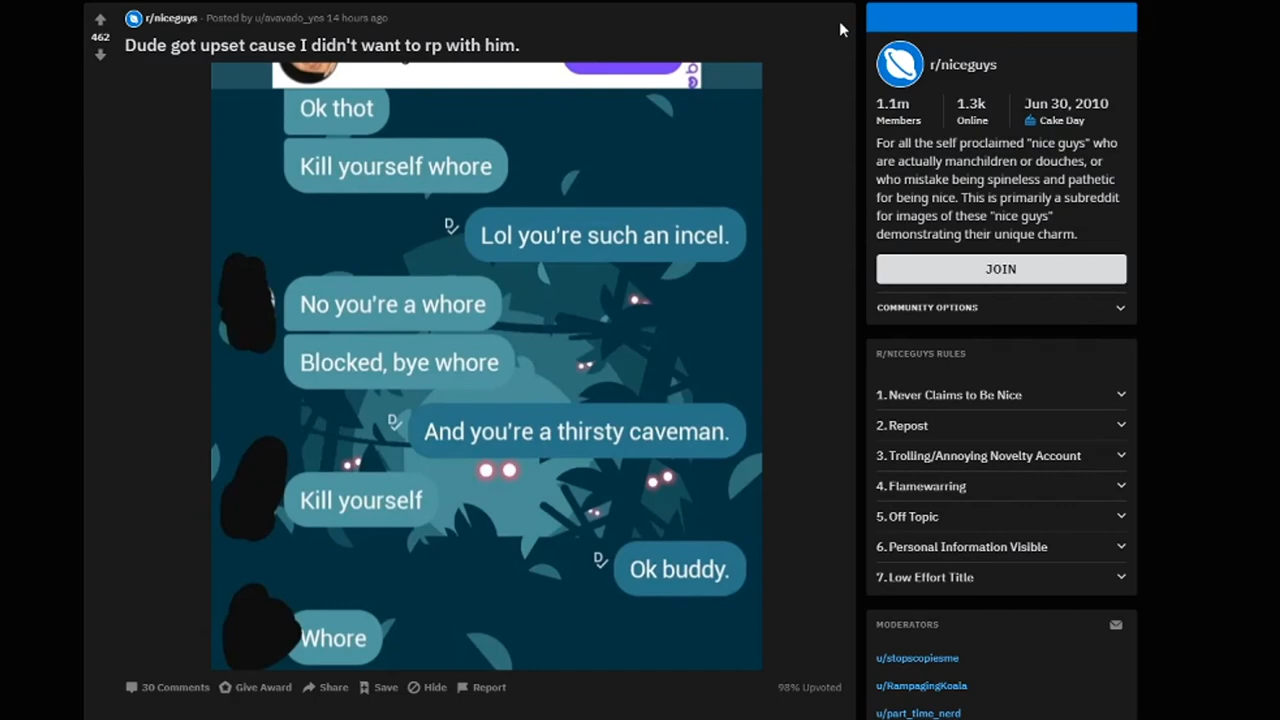 r/niceguys · Posted by u/avavado_yes 14 hours ago
462
Dude got upset cause I didn't want to rp with him.
Ok thot
Kill yourself whore
Lol you're such an incel.
No you're a whore
Blocked, bye whore
And you're a thirsty caveman.
Kill yourself
Ok buddy.
Whore
30 Comments Give Award Share Save Hide Report 98% Upvoted
r/niceguys
1.1m 1.3k Jun 30, 2010
Members Online Cake Day
For all the self proclaimed "nice guys" who
are actually manchildren or douches, or
who mistake being spineless and pathetic
for being nice. This is primarily a subreddit
for images of these "nice guys"
demonstrating their unique charm.
JOIN
COMMUNITY OPTIONS
R/NICEGUYS RULES
1. Never Claims to Be Nice
2. Repost
3. Trolling/Annoying Novelty Account
4. Flamewarring
5. Off Topic
6. Personal Information Visible
7. Low Effort Title
MODERATORS
u/stopscopiesme
u/RampagingKoala
u/part_time_nerd